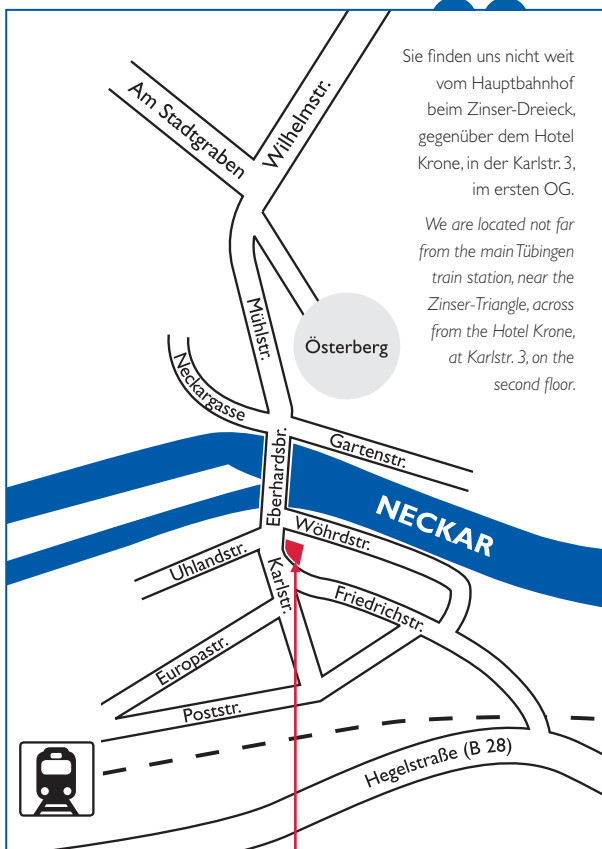 Sie finden uns nicht weit
vom Hauptbahnhof
beim Zinser-Dreieck,
gegenüber dem Hotel
Krone, in der Karlstr. 3,
im ersten OG.
We are located not far
from the main Tübingen
train station, near the
Zinser-Triangle, across
from the Hotel Krone,
at Karlstr. 3, on the
second floor.
Am Stadtgraben
Wilhelmstr.
Mühlstr.
Österberg
Neckargasse
Gartenstr.
Eberhardsbr.
NECKAR
Wöhrdstr.
Uhlandstr.
Karlstr.
Friedrichstr.
Europastr.
Poststr.
Hegelstraße (B 28)